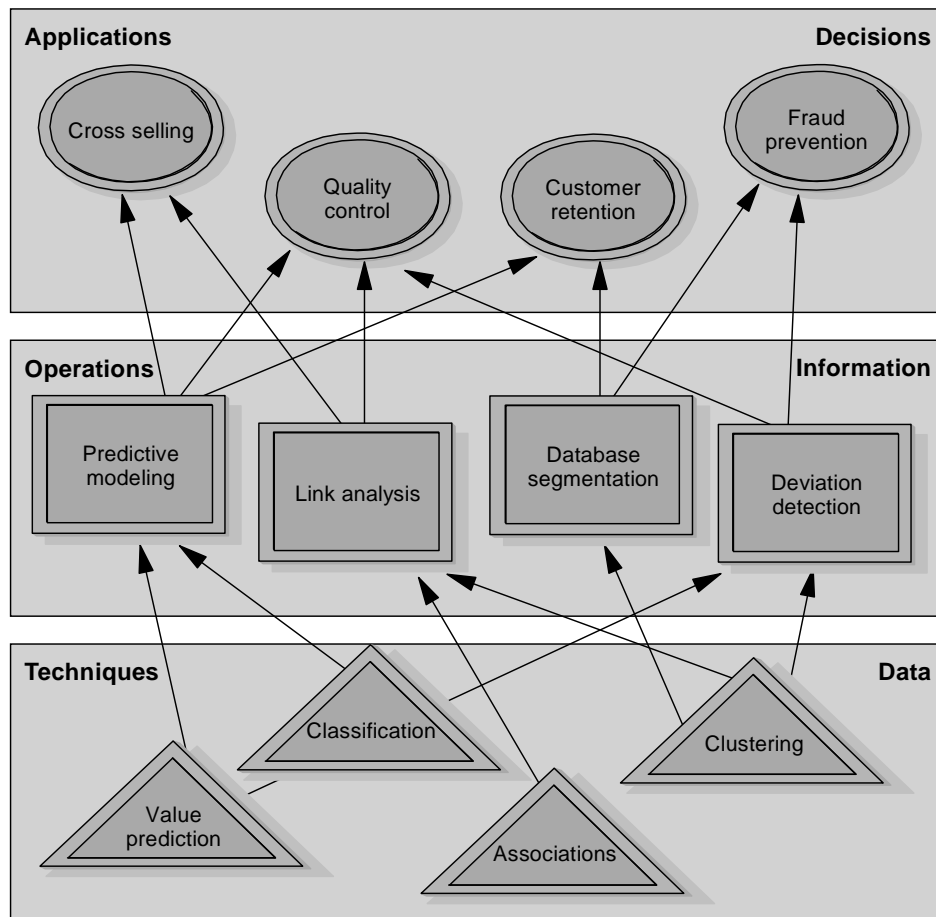 Applications
Decisions
Cross selling
Fraud
prevention
Quality
control
Customer
retention
Operations
Information
Predictive
modeling
Link analysis
Database
segmentation
Deviation
detection
Techniques
Data
Classification
Clustering
Value
prediction
Associations